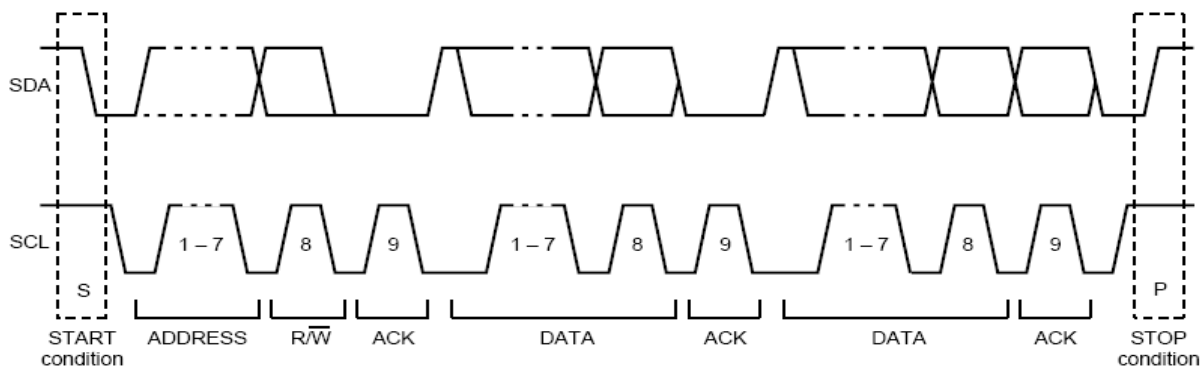 SDA
SCL
1 – 7
8
9
1 – 7
8
9
1 – 7
8
9
S
P
START
condition
ADDRESS
R/W̅
ACK
DATA
ACK
DATA
ACK
STOP
condition